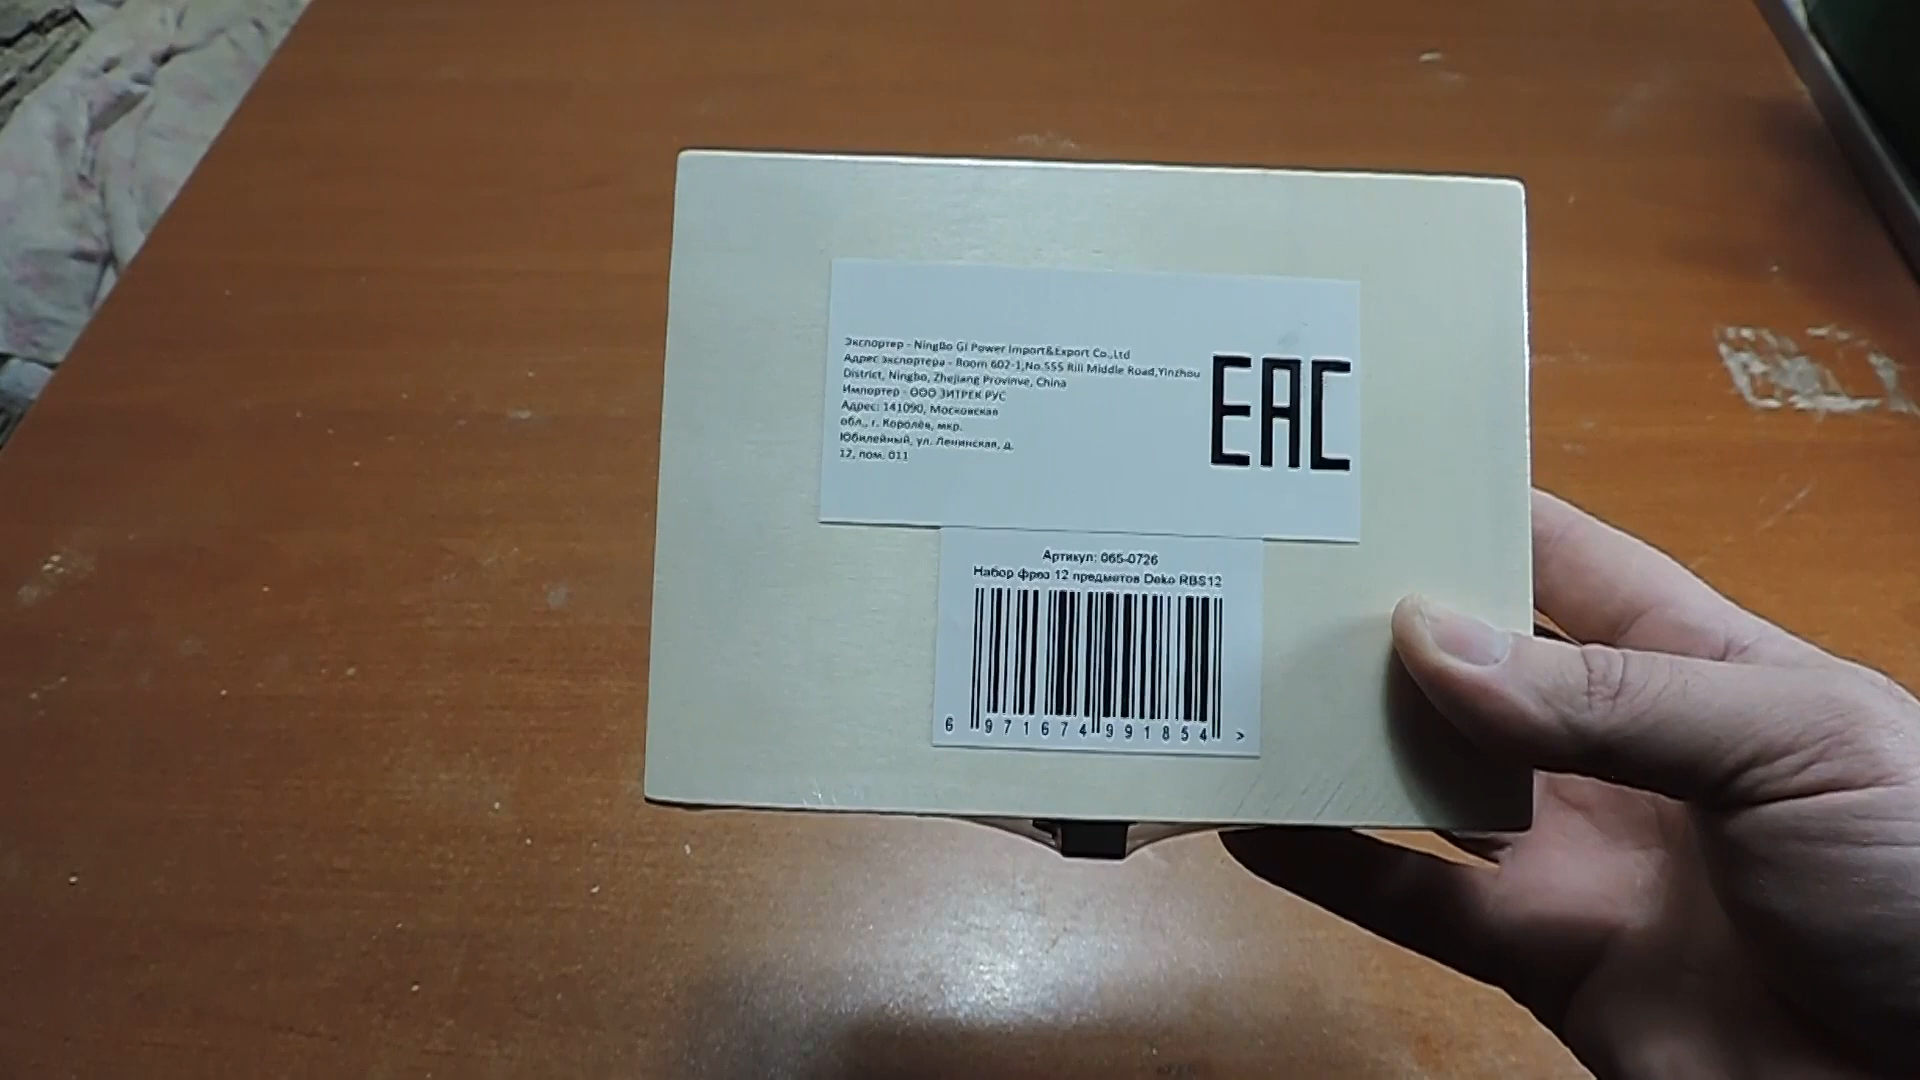 Экспортер - NingBo GI Power Import&Export Co.,Ltd
Адрес экспортера - Room 602-1,No.555 Rili Middle Road,Yinzhou
District, Ningbo, Zhejiang Provinve, China
Импортер - ООО ЗИТРЕК РУС
Адрес: 141090, Московская
обл., г. Королёв, мкр.
Юбилейный, ул. Ленинская, д.
12, пом. 011
EAC
Артикул: 065-0726
Набор фрез 12 предметов Deko RBS12
6 971674 991854 >